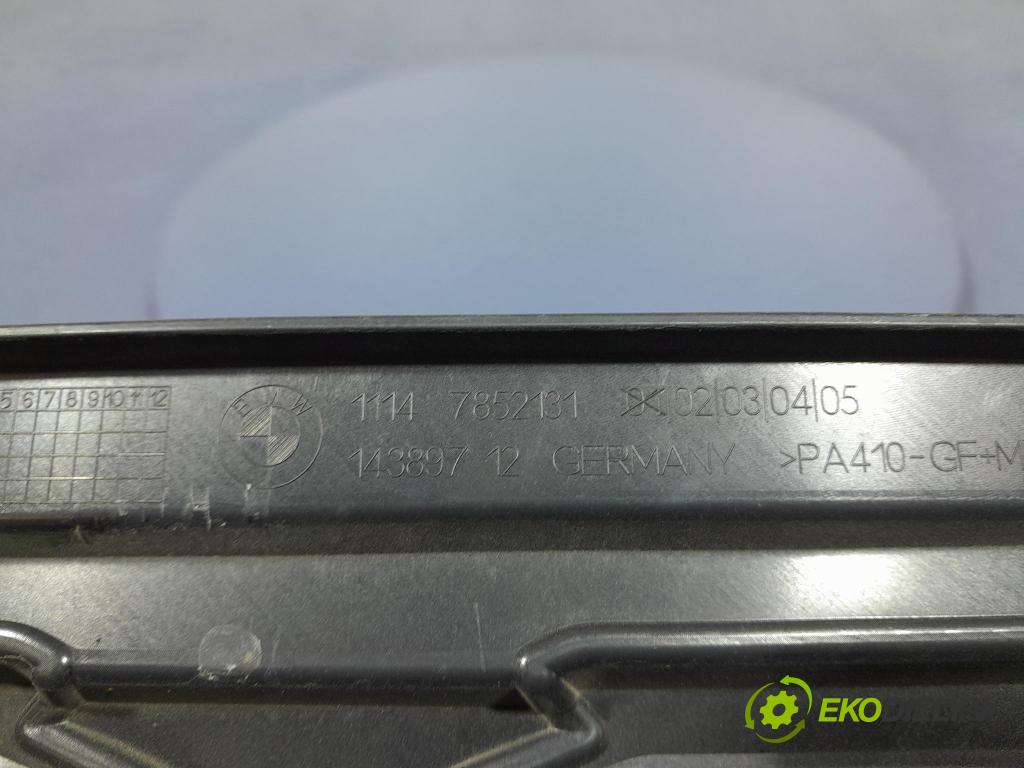 5 6 7 8 9 10 11 12
BMW
1114 7852131 01|02|03|04|05
143897 12 GERMANY >PA410-GF+M
EKO